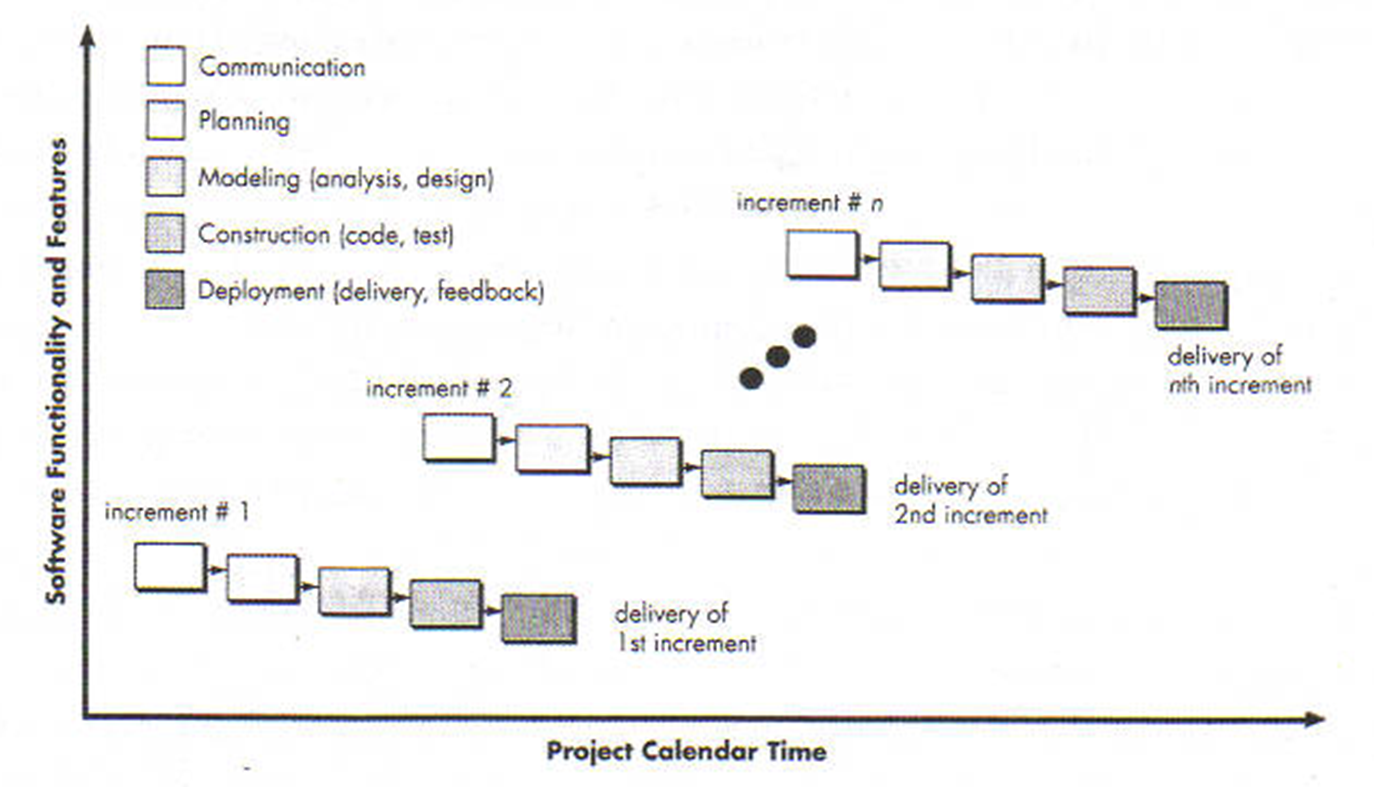 Communication
Planning
Modeling (analysis, design)
Construction (code, test)
Deployment (delivery, feedback)
Software Functionality and Features
increment # n
delivery of
nth increment
increment # 2
delivery of
2nd increment
increment # 1
delivery of
1st increment
Project Calendar Time